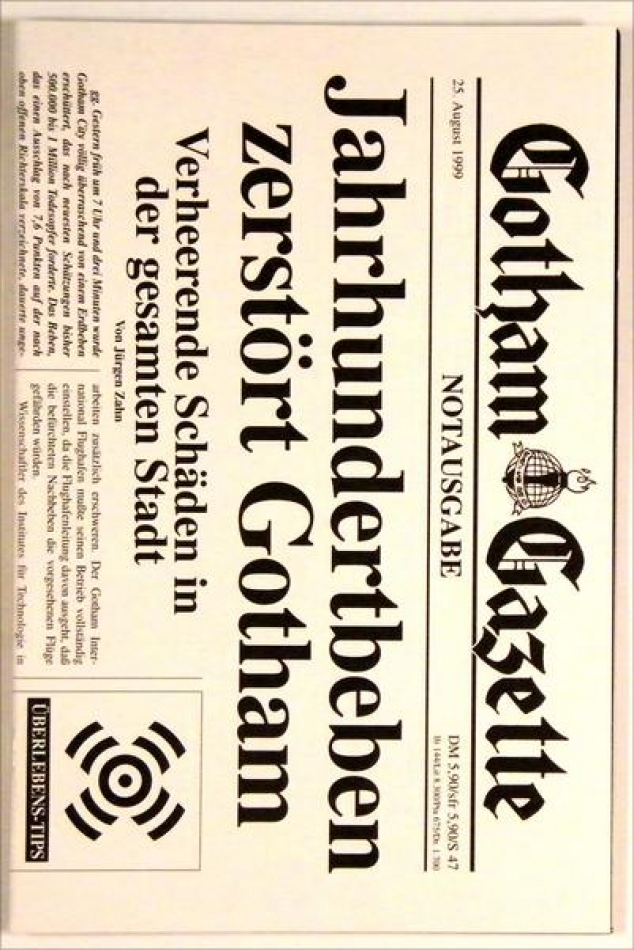 Gotham Gazette
25. August 1999 NOTAUSGABE DM 5,90/sfr 5,90/S 47
Jahrhundertbeben
zerstört Gotham
Verheerende Schäden in
der gesamten Stadt
Von Jürgen Zahn
gg. Gestern früh um 7 Uhr und drei Minuten wurde
Gotham City völlig überraschend von einem Erdbeben
erschüttert, das nach neuesten Schätzungen bisher
500.000 bis 1 Million Todesopfer forderte. Das Beben,
das einen Ausschlag von 7,6 Punkten auf der nach
oben offenen Richterskala verzeichnete, dauerte unge-
arbeiten zusätzlich erschweren. Der Gotham Inter-
national Flughafen mußte seinen Betrieb vollständig
einstellen, da die Flughafenleitung davon ausgeht, daß
die befürchteten Nachbeben die vorgesehenen Flüge
gefährden würden.
Wissenschaftler des Institutes für Technologie in
ÜBERLEBENS-TIPS